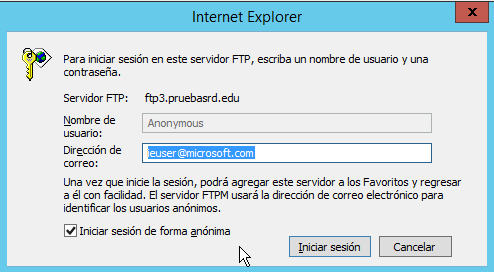 Internet Explorer
x
Para iniciar sesión en este servidor FTP, escriba un nombre de usuario y una
contraseña.
Servidor FTP: ftp3.pruebasrd.edu
Nombre de
usuario: Anonymous
Dirección de
correo: ieuser@microsoft.com
Una vez que inicie la sesión, podrá agregar este servidor a los Favoritos y regresar
a él con facilidad. El servidor FTPM usará la dirección de correo electrónico para
identificar los usuarios anónimos.
Iniciar sesión de forma anónima
Iniciar sesión Cancelar